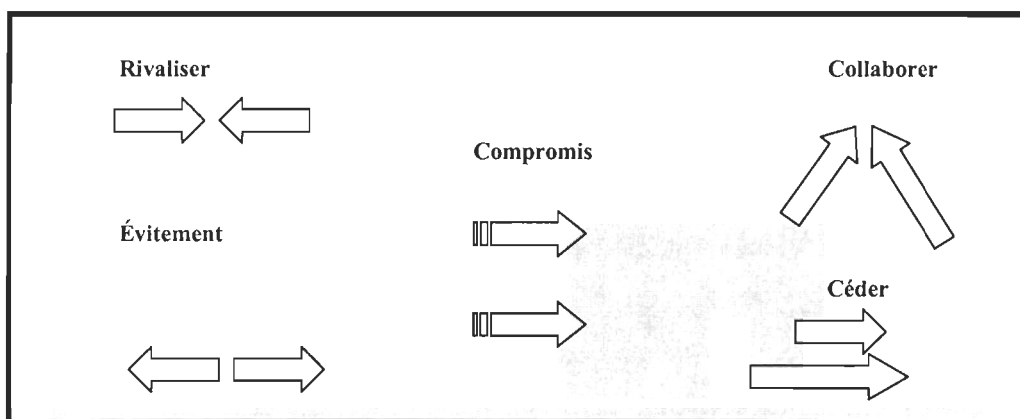 Rivaliser
Collaborer
Compromis
Évitement
Céder